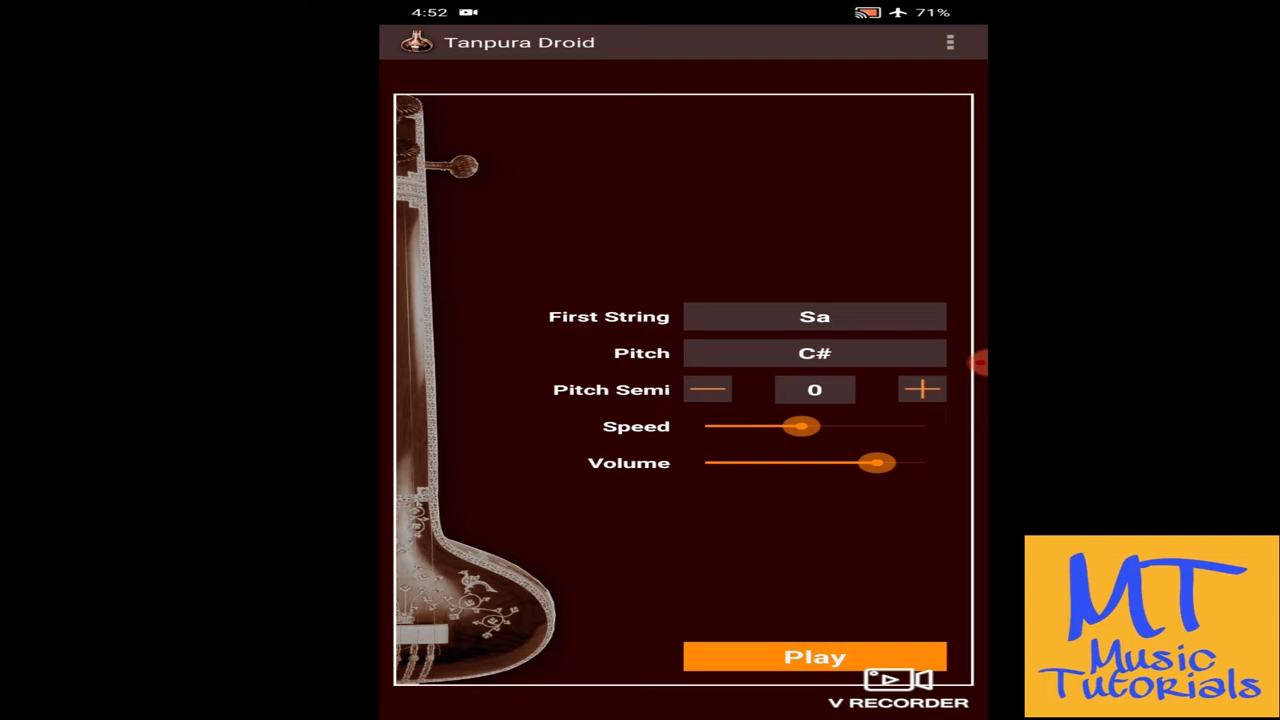 4:52
71%
Tanpura Droid
First String
Sa
Pitch
C#
Pitch Semi
0
Speed
Volume
Play
V RECORDER
MT
Music
Tutorials